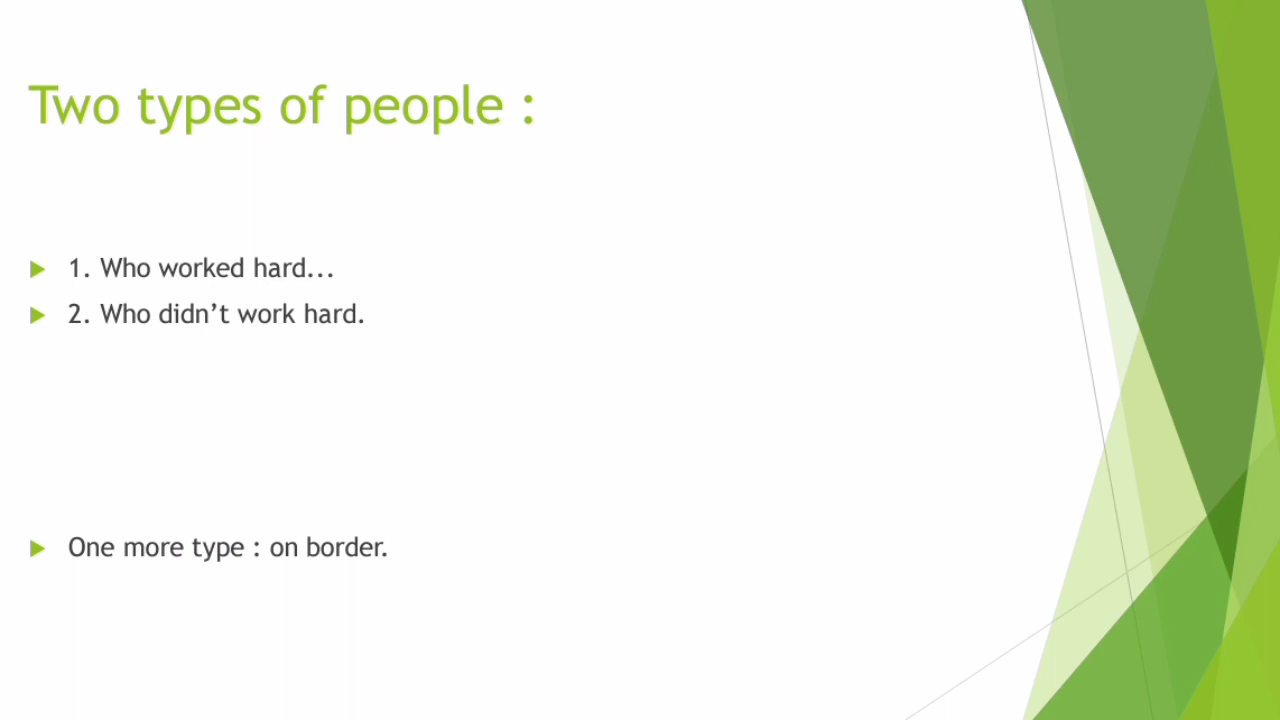 Two types of people :
1. Who worked hard...
2. Who didn’t work hard.
One more type : on border.